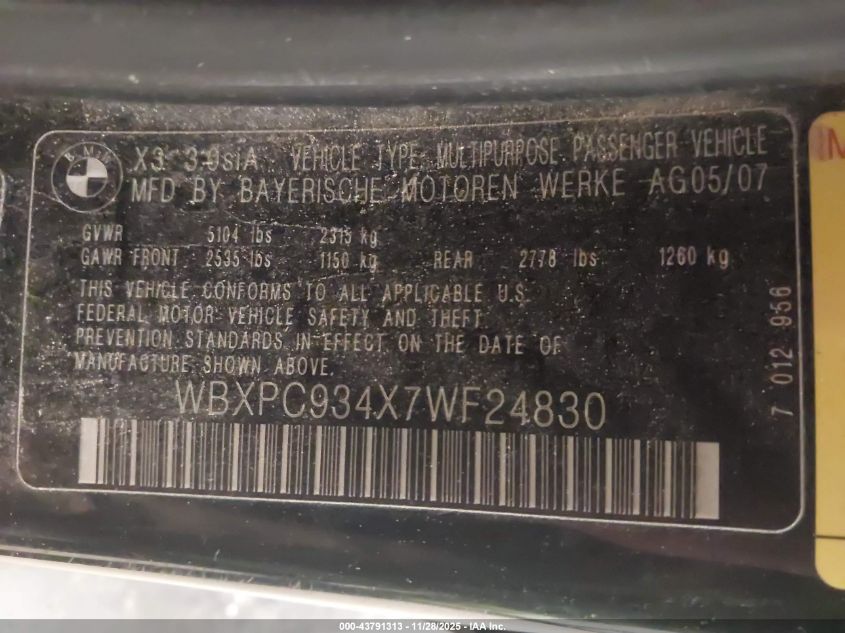 BMW
X3 3.0siA VEHICLE TYPE MULTIPURPOSE PASSENGER VEHICLE
MFD BY BAYERISCHE MOTOREN WERKE AG05/07
GVWR 5104 lbs 2315 kg
GAWR FRONT 2535 lbs 1150 kg REAR 2778 lbs 1260 kg
THIS VEHICLE CONFORMS TO ALL APPLICABLE U.S.
FEDERAL MOTOR VEHICLE SAFETY AND THEFT
PREVENTION STANDARDS IN EFFECT ON THE DATE OF
MANUFACTURE SHOWN ABOVE.
WBXPC934X7WF24830
7 012 956
000-43791313 - 11/28/2025 - IAA, Inc.